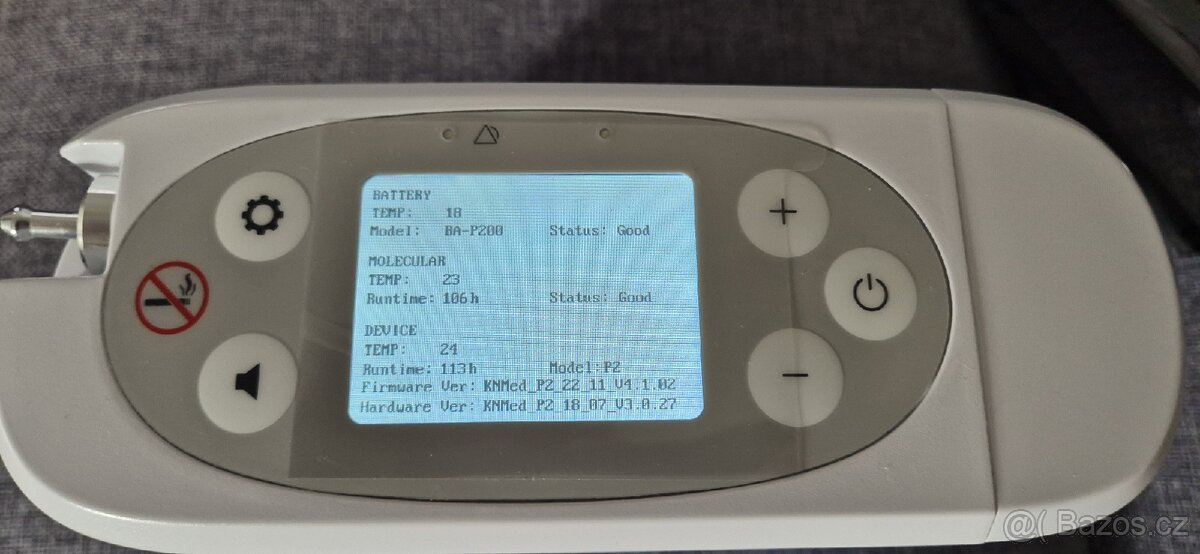 BATTERY
TEMP: 18
Model: BA-P200 Status: Good
MOLECULAR
TEMP: 23
Runtime: 106h Status: Good
DEVICE
TEMP: 24
Runtime: 113h Model:P2
Firmware Ver: KNMed_P2_22_11_V4.1.02
Hardware Ver: KNMed_P2_18_07_V3.0.27
@( Bazos.cz